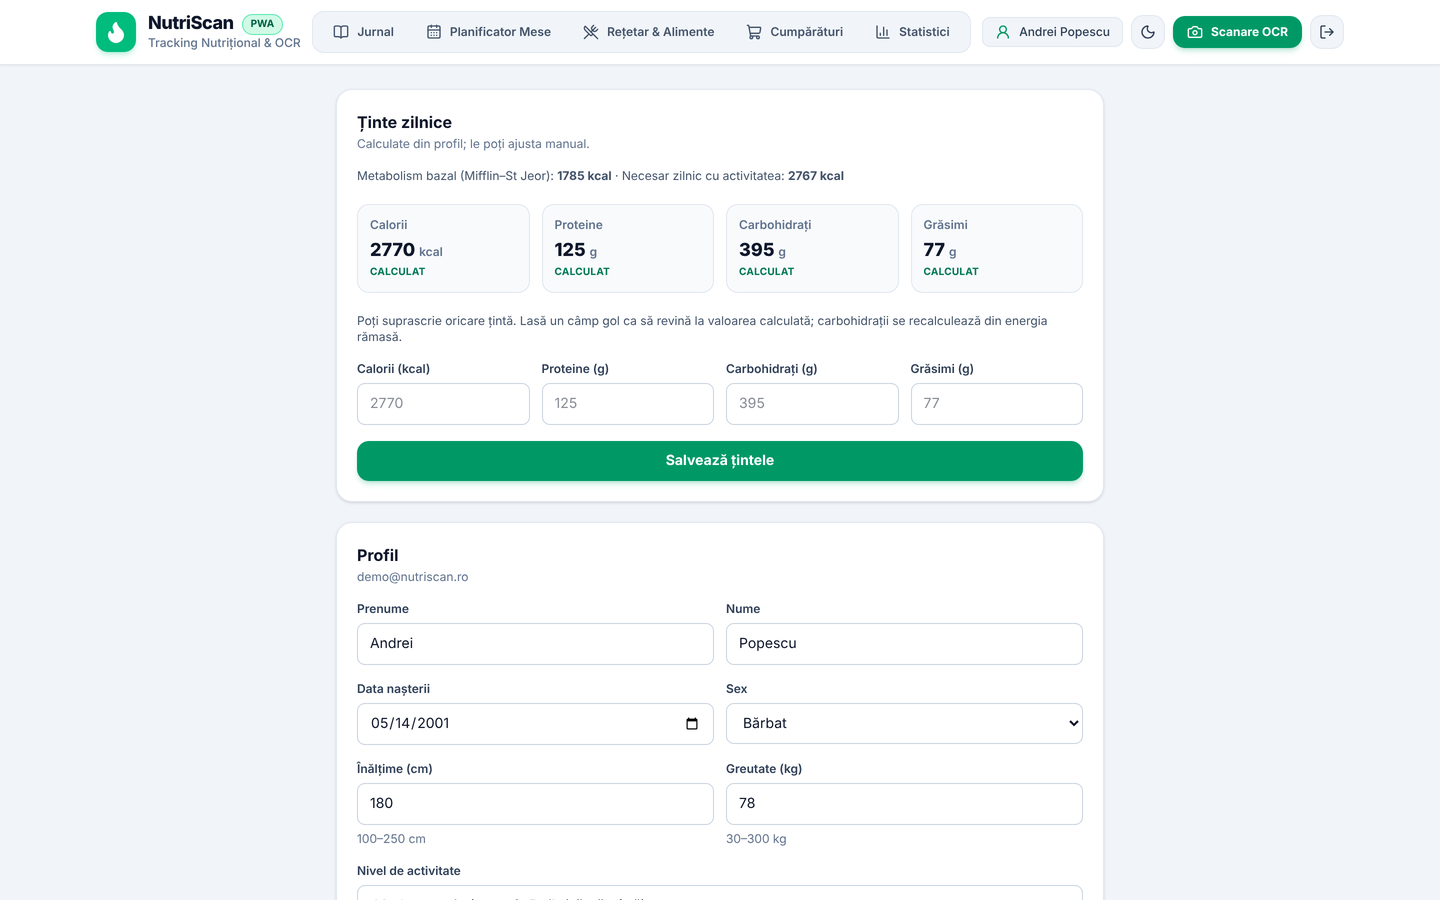 NutriScan PWA
Tracking Nutrițional & OCR
Jurnal
Planificator Mese
Rețetar & Alimente
Cumpărături
Statistici
Andrei Popescu
Scanare OCR
Ținte zilnice
Calculate din profil; le poți ajusta manual.
Metabolism bazal (Mifflin–St Jeor): 1785 kcal · Necesar zilnic cu activitatea: 2767 kcal
Calorii
2770 kcal
CALCULAT
Proteine
125 g
CALCULAT
Carbohidrați
395 g
CALCULAT
Grăsimi
77 g
CALCULAT
Poți suprascrie oricare țintă. Lasă un câmp gol ca să revină la valoarea calculată; carbohidrații se recalculează din energia
rămasă.
Calorii (kcal)
2770
Proteine (g)
125
Carbohidrați (g)
395
Grăsimi (g)
77
Salvează țintele
Profil
demo@nutriscan.ro
Prenume
Andrei
Nume
Popescu
Data nașterii
05/14/2001
Sex
Bărbat
Înălțime (cm)
180
100–250 cm
Greutate (kg)
78
30–300 kg
Nivel de activitate